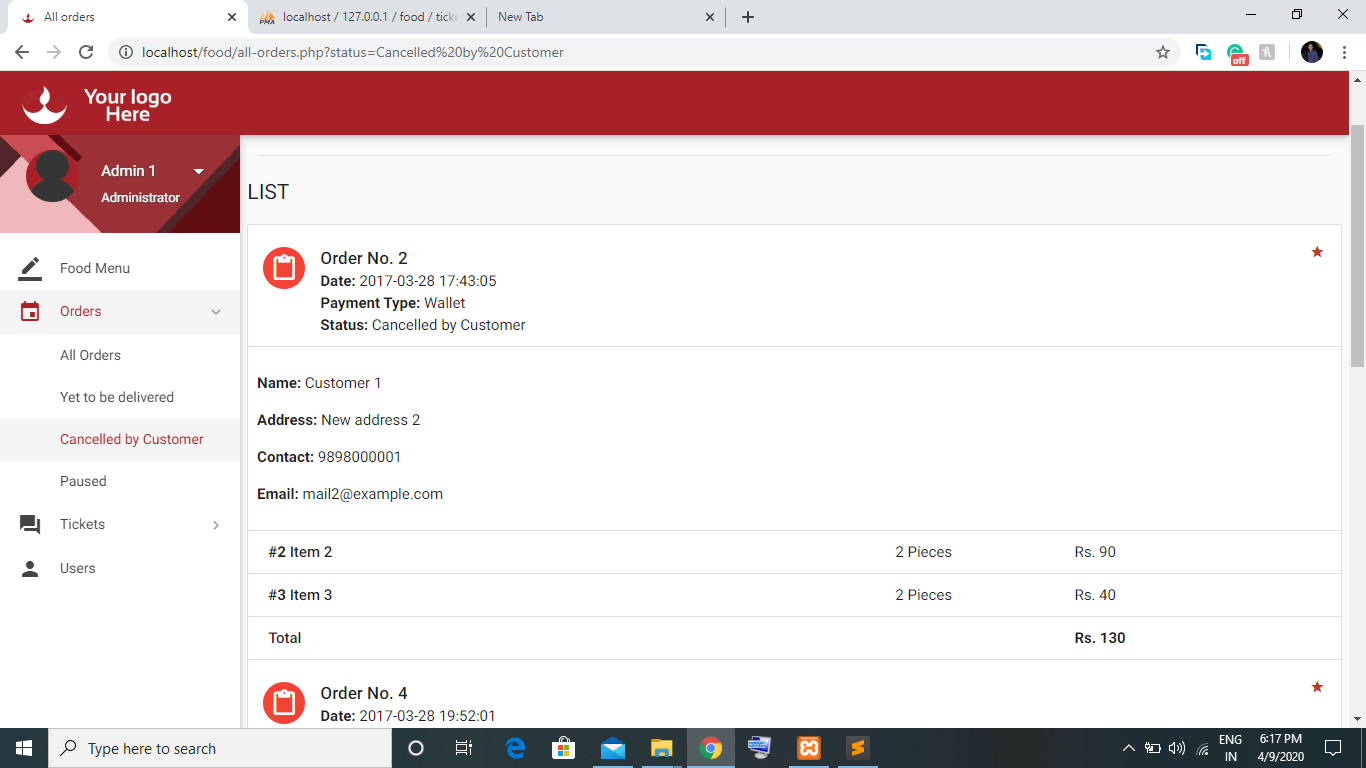 All orders
localhost / 127.0.0.1 / food / ticke
New Tab
localhost/food/all-orders.php?status=Cancelled%20by%20Customer
off
Your logo
Here
Admin 1
Administrator
Food Menu
Orders
All Orders
Yet to be delivered
Cancelled by Customer
Paused
Tickets
Users
LIST
Order No. 2
Date: 2017-03-28 17:43:05
Payment Type: Wallet
Status: Cancelled by Customer
Name: Customer 1
Address: New address 2
Contact: 9898000001
Email: mail2@example.com
#2 Item 2 2 Pieces Rs. 90
#3 Item 3 2 Pieces Rs. 40
Total Rs. 130
Order No. 4
Date: 2017-03-28 19:52:01
Type here to search
ENG
IN
6:17 PM
4/9/2020